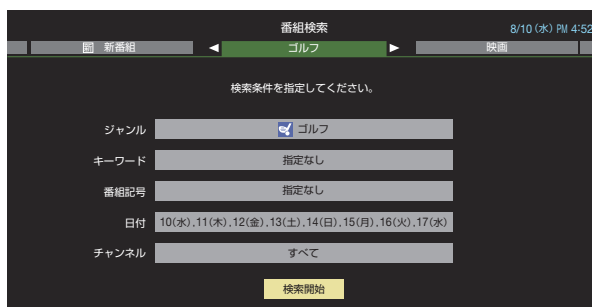 番組検索 8/10 (水) PM 4:52
新番組 ゴルフ 映画
検索条件を指定してください。
ジャンル ゴルフ
キーワード 指定なし
番組記号 指定なし
日付 10(水),11(木),12(金),13(土),14(日),15(月),16(火),17(水)
チャンネル すべて
検索開始